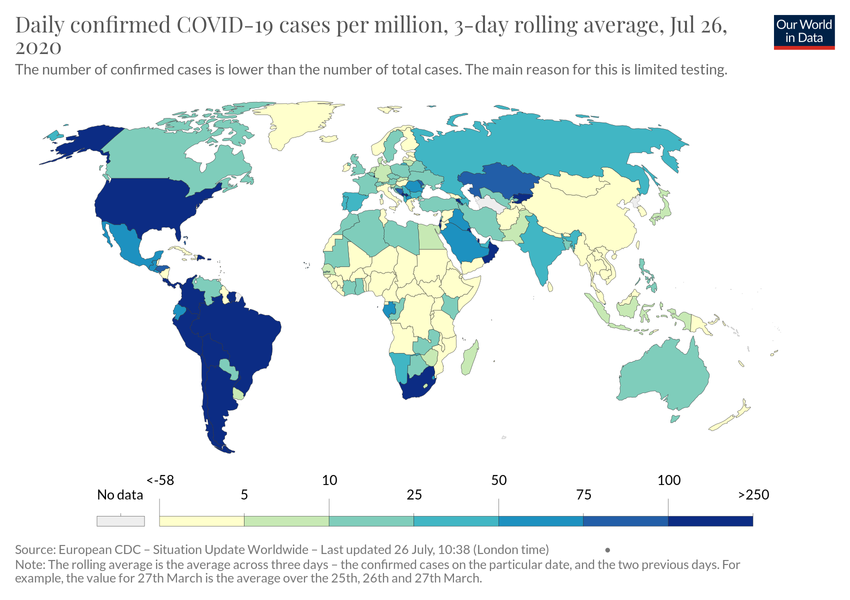 Daily confirmed COVID-19 cases per million, 3-day rolling average, Jul 26,
2020
Our World
in Data
The number of confirmed cases is lower than the number of total cases. The main reason for this is limited testing.
No data
<-58
5
10
25
50
75
100
>250
Source: European CDC – Situation Update Worldwide – Last updated 26 July, 10:38 (London time)
Note: The rolling average is the average across three days – the confirmed cases on the particular date, and the two previous days. For
example, the value for 27th March is the average over the 25th, 26th and 27th March.